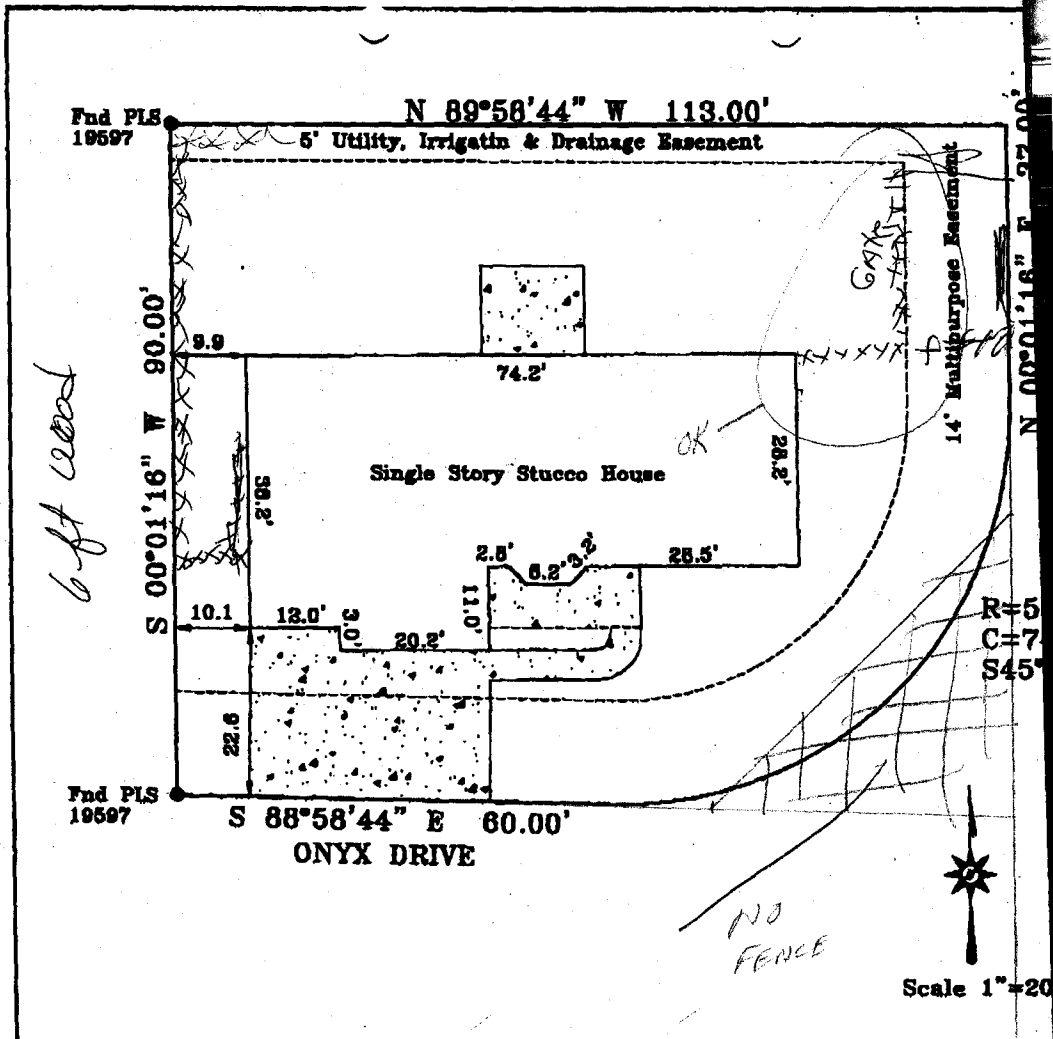 N 89°58'44" W 113.00'
Fnd PLS
19597
5' Utility, Irrigatin & Drainage Easement
14' Multipurpose Easement
N 00°01'16" E 37.00'
GATE
S 00°01'16" W 90.00'
6 ft wood
9.9
74.2'
OK
38.2'
Single Story Stucco House
28.2'
2.8'
6.2'
3.2'
25.5'
10.1
12.0'
3.0'
20.2'
11.0'
R=5
C=7
S45°
22.6
Fnd PLS
19597
S 88°58'44" E 60.00'
ONYX DRIVE
NO
FENCE
Scale 1"=20